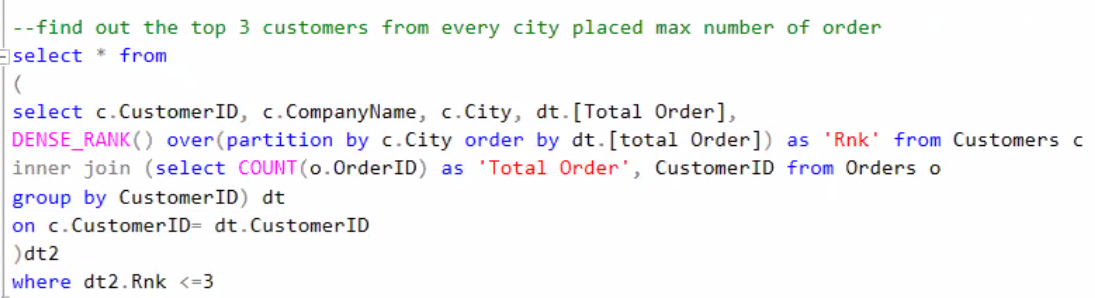 --find out the top 3 customers from every city placed max number of order
select * from
(
select c.CustomerID, c.CompanyName, c.City, dt.[Total Order],
DENSE_RANK() over(partition by c.City order by dt.[total Order]) as 'Rnk' from Customers c
inner join (select COUNT(o.OrderID) as 'Total Order', CustomerID from Orders o
group by CustomerID) dt
on c.CustomerID= dt.CustomerID
)dt2
where dt2.Rnk <=3